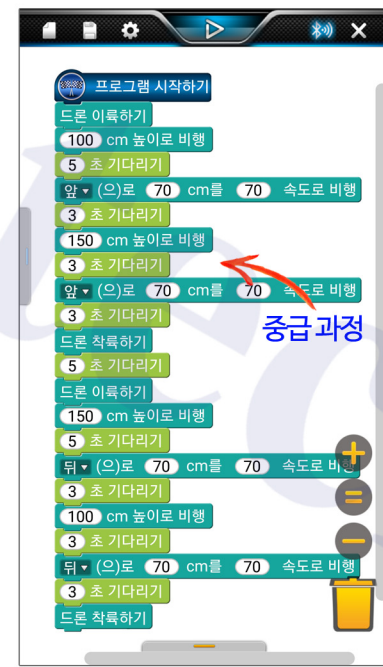 프로그램 시작하기
드론 이륙하기
100 cm 높이로 비행
5 초 기다리기
앞 (으)로 70 cm를 70 속도로 비행
3 초 기다리기
150 cm 높이로 비행
3 초 기다리기
앞 (으)로 70 cm를 70 속도로 비행
3 초 기다리기
중급 과정
드론 착륙하기
5 초 기다리기
드론 이륙하기
150 cm 높이로 비행
5 초 기다리기
뒤 (으)로 70 cm를 70 속도로 비행
3 초 기다리기
100 cm 높이로 비행
3 초 기다리기
뒤 (으)로 70 cm를 70 속도로 비행
3 초 기다리기
드론 착륙하기